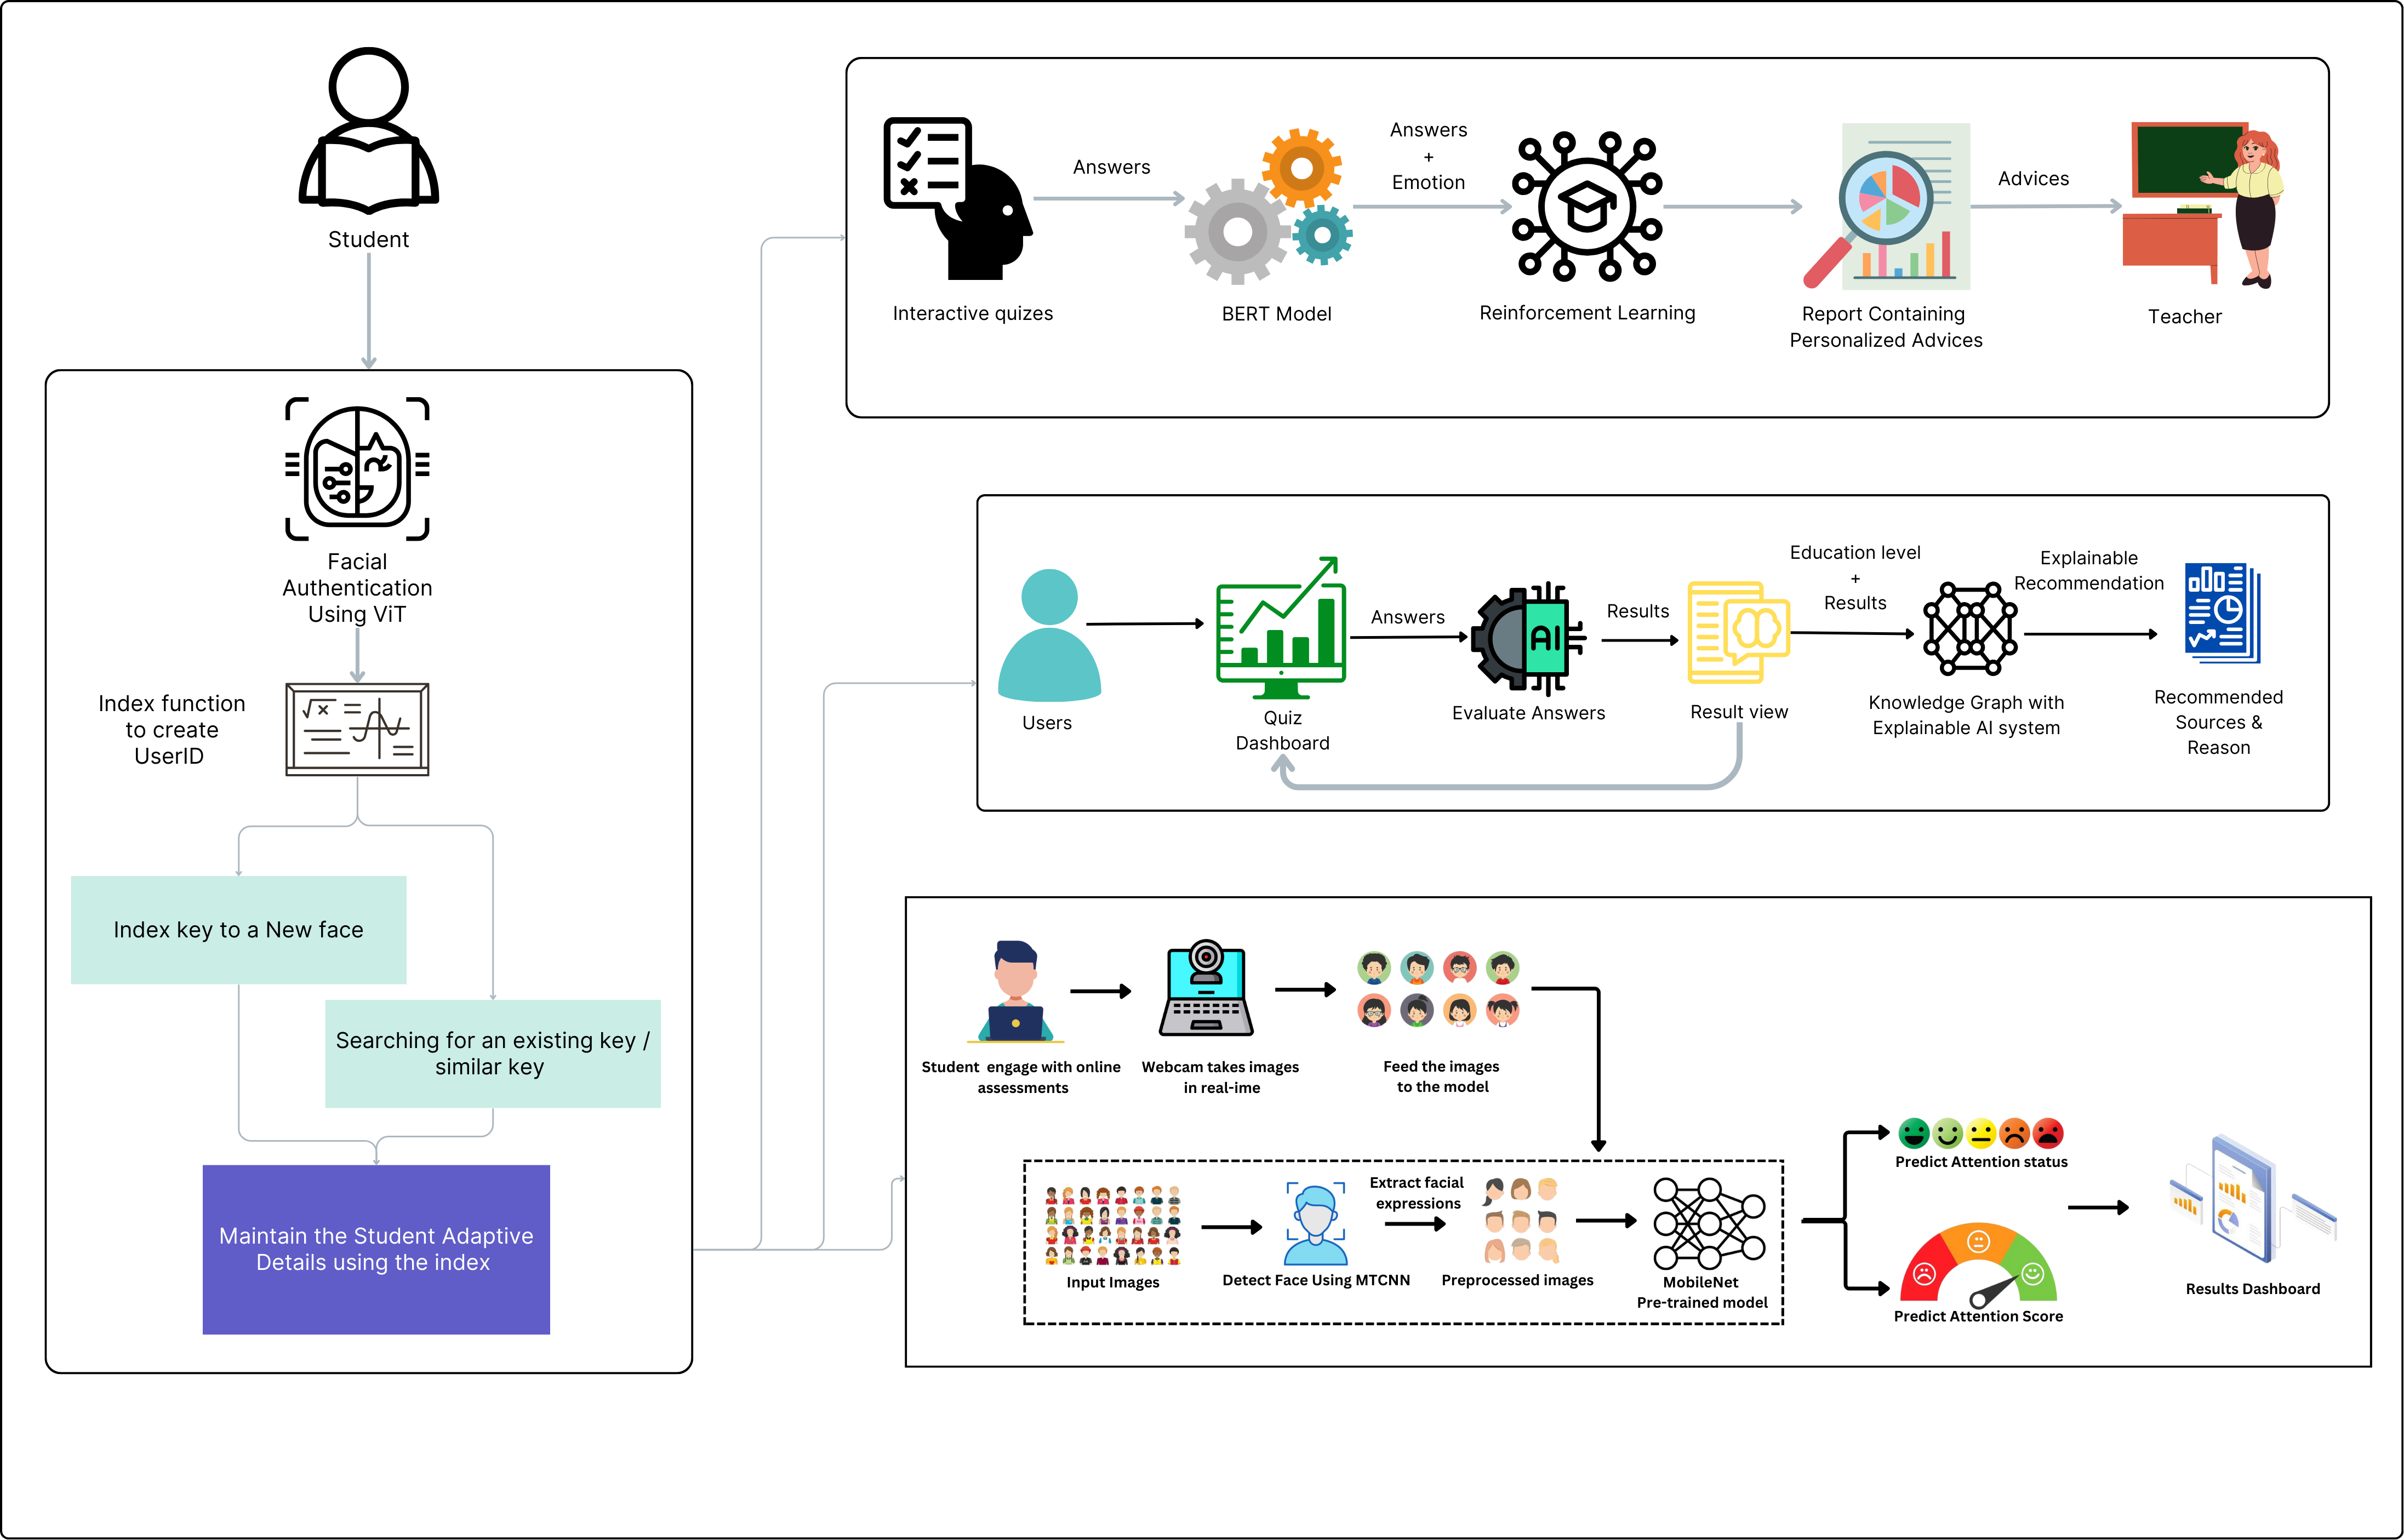 Student
Facial
Authentication
Using ViT
Index function
to create
UserID
Index key to a New face
Searching for an existing key /
similar key
Maintain the Student Adaptive
Details using the index
Answers
Answers
+
Emotion
Advices
Interactive quizes
BERT Model
Reinforcement Learning
Report Containing
Personalized Advices
Teacher
Answers
Results
Education level
+
Results
Explainable
Recommendation
AI
Users
Quiz
Dashboard
Evaluate Answers
Result view
Knowledge Graph with
Explainable AI system
Recommended
Sources &
Reason
Student engage with online
assessments
Webcam takes images
in real-ime
Feed the images
to the model
Extract facial
expressions
Input Images
Detect Face Using MTCNN
Preprocessed images
MobileNet
Pre-trained model
Predict Attention status
Predict Attention Score
Results Dashboard